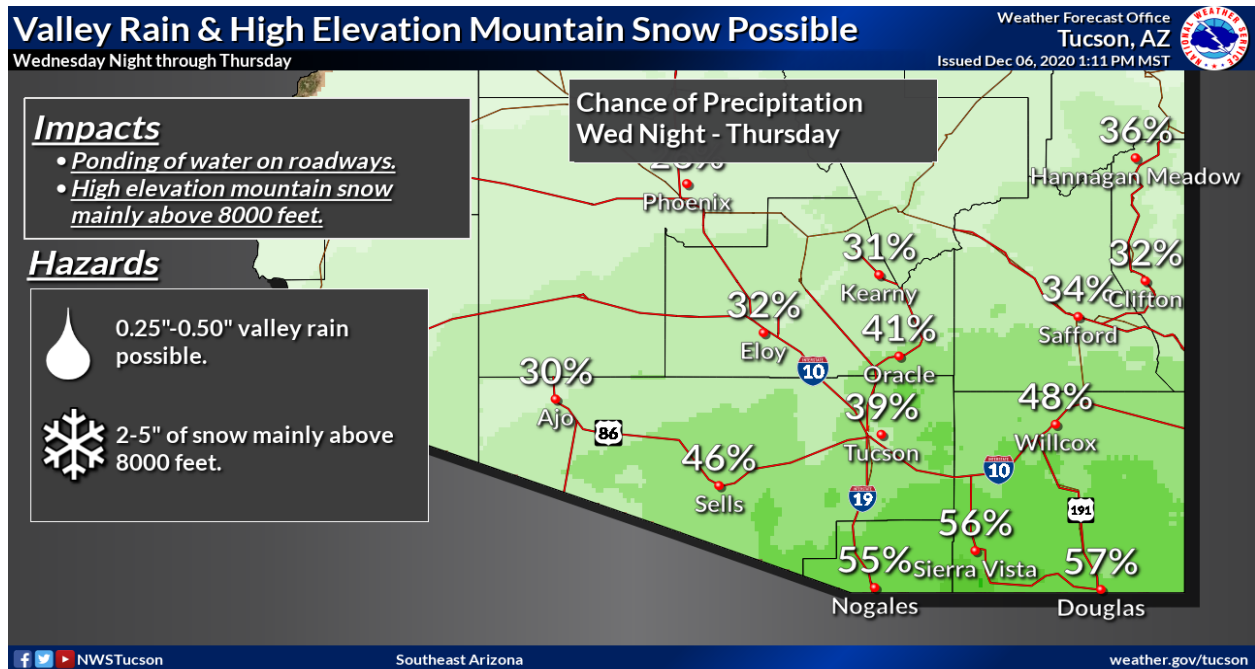 Valley Rain & High Elevation Mountain Snow Possible
Wednesday Night through Thursday
Weather Forecast Office
Tucson, AZ
Issued Dec 06, 2020 1:11 PM MST
Impacts
• Ponding of water on roadways.
• High elevation mountain snow
mainly above 8000 feet.
Hazards
0.25"-0.50" valley rain
possible.
2-5" of snow mainly above
8000 feet.
Chance of Precipitation
Wed Night - Thursday
Phoenix
36%
Hannagan Meadow
31%
Kearny
32%
Clifton
34%
Safford
32%
Eloy
41%
Oracle
10
30%
Ajo
86
39%
Tucson
48%
Willcox
46%
Sells
10
19
191
56%
Sierra Vista
55%
Nogales
57%
Douglas
NWSTucson
Southeast Arizona
weather.gov/tucson